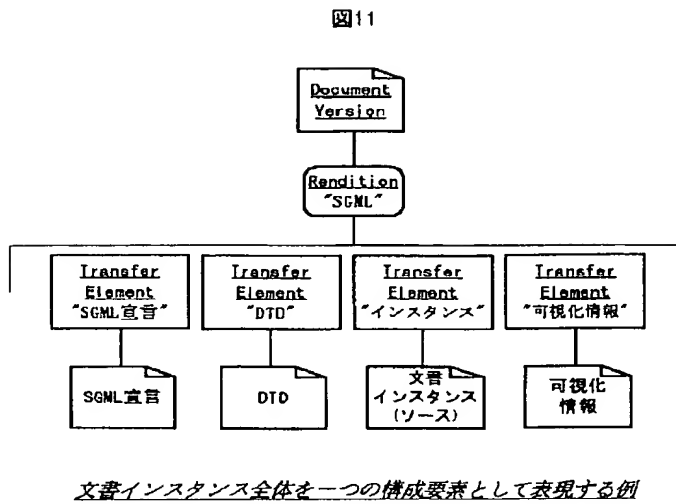 図11
Document
Version
Rendition
"SGML"
Transfer
Element
"SGML宣言"
Transfer
Element
"DTD"
Transfer
Element
"インスタンス"
Transfer
Element
"可視化情報"
SGML宣言
DTD
文書
インスタンス
(ソース)
可視化
情報
文書インスタンス全体を一つの構成要素として表現する例